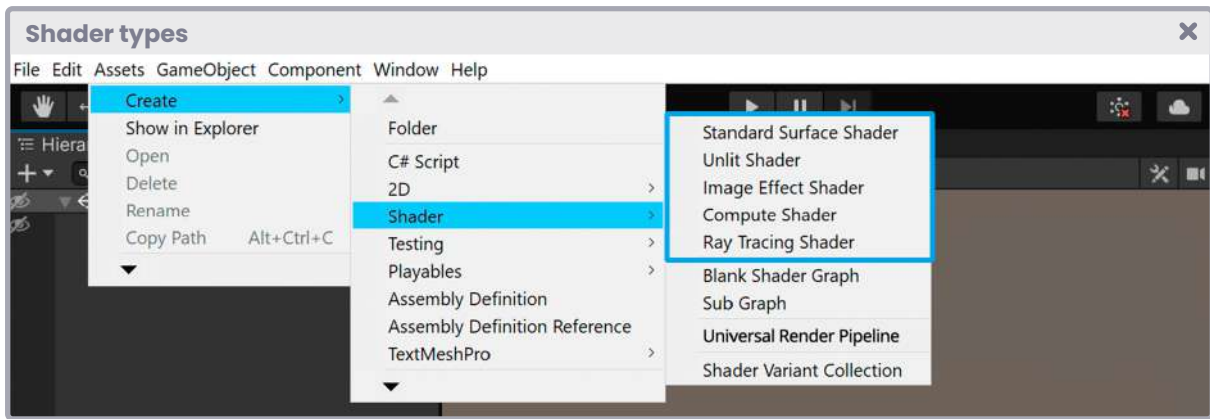 Shader types
File Edit Assets GameObject Component Window Help
Hiera
Create
Show in Explorer
Open
Delete
Rename
Copy Path Alt+Ctrl+C
Folder
C# Script
2D
Shader
Testing
Playables
Assembly Definition
Assembly Definition Reference
TextMeshPro
Standard Surface Shader
Unlit Shader
Image Effect Shader
Compute Shader
Ray Tracing Shader
Blank Shader Graph
Sub Graph
Universal Render Pipeline
Shader Variant Collection